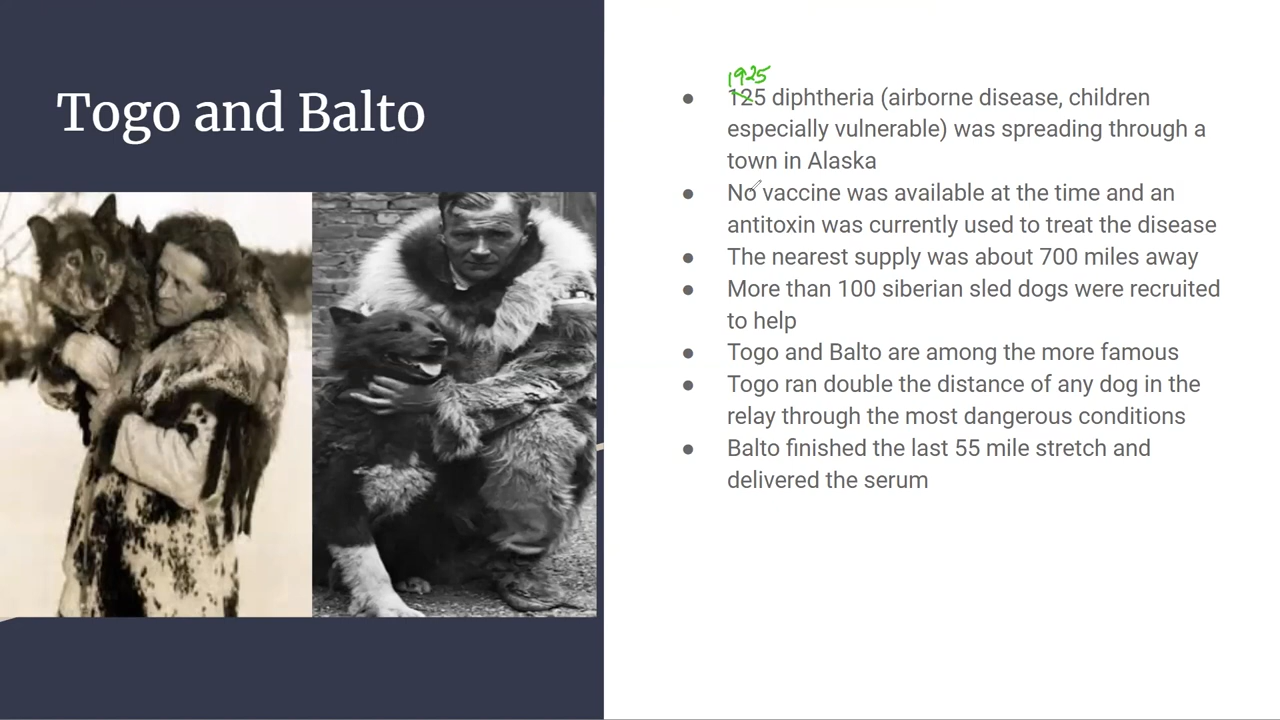 Togo and Balto
1925
125 diphtheria (airborne disease, children
especially vulnerable) was spreading through a
town in Alaska
No vaccine was available at the time and an
antitoxin was currently used to treat the disease
The nearest supply was about 700 miles away
More than 100 siberian sled dogs were recruited
to help
Togo and Balto are among the more famous
Togo ran double the distance of any dog in the
relay through the most dangerous conditions
Balto finished the last 55 mile stretch and
delivered the serum